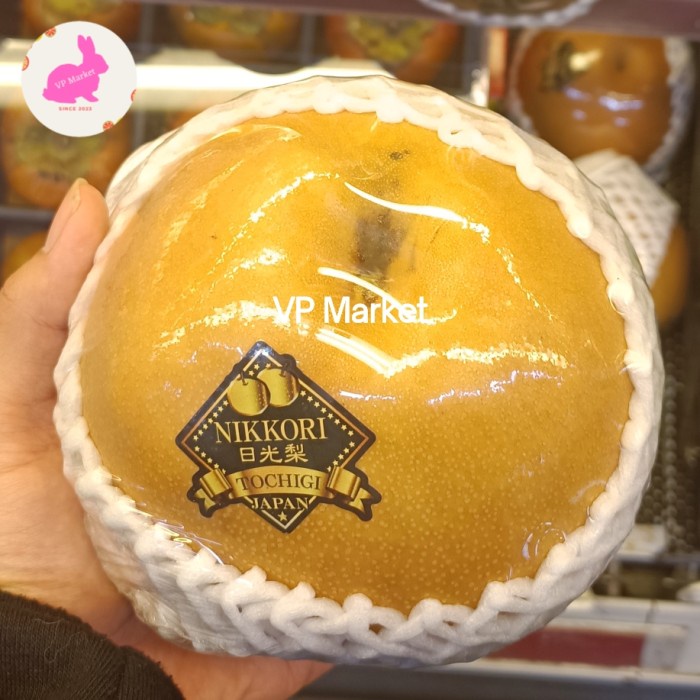 VP Market
SINCE 2022
VP Market
NIKKORI
日光梨
TOCHIGI
JAPAN